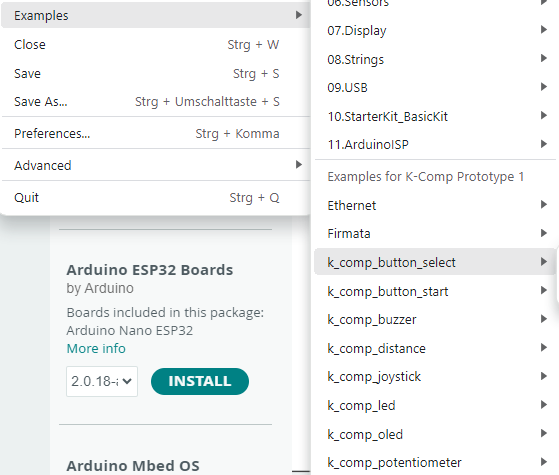 Examples
Close Strg + W
Save Strg + S
Save As... Strg + Umschalttaste + S
Preferences... Strg + Komma
Advanced
Quit Strg + Q
06.Sensors
07.Display
08.Strings
09.USB
10.StarterKit_BasicKit
11.ArduinoISP
Examples for K-Comp Prototype 1
Ethernet
Firmata
k_comp_button_select
k_comp_button_start
k_comp_buzzer
k_comp_distance
k_comp_joystick
k_comp_led
k_comp_oled
k_comp_potentiometer
Arduino ESP32 Boards
by Arduino
Boards included in this package:
Arduino Nano ESP32
More info
2.0.18-a INSTALL
Arduino Mbed OS